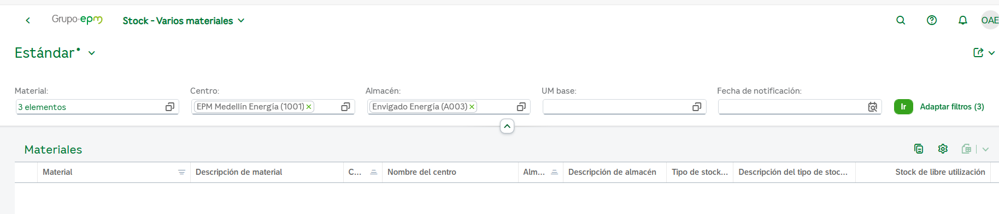 Grupo·epm
Stock - Varios materiales
OAE
Estándar*
Material:
Centro:
Almacén:
UM base:
Fecha de notificación:
3 elementos
EPM Medellín Energía (1001)
Envigado Energía (A003)
Ir
Adaptar filtros (3)
Materiales
Material
Descripción de material
C...
Nombre del centro
Alm...
Descripción de almacén
Tipo de stock...
Descripción del tipo de stoc...
Stock de libre utilización